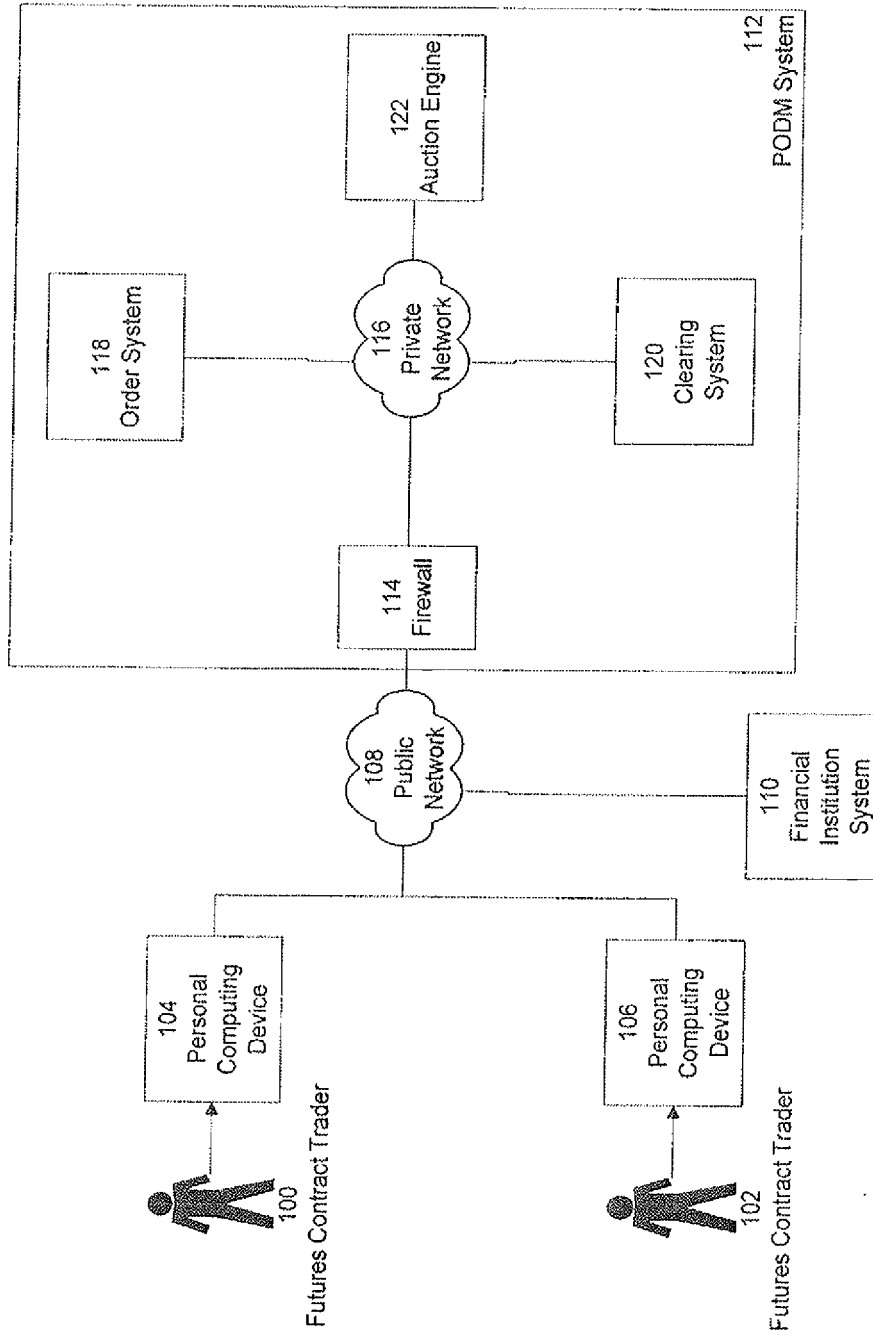 100
Futures Contract Trader
104
Personal
Computing
Device
102
Futures Contract Trader
106
Personal
Computing
Device
108
Public
Network
110
Financial
Institution
System
114
Firewall
116
Private
Network
118
Order System
120
Clearing
System
122
Auction Engine
112
PODM System